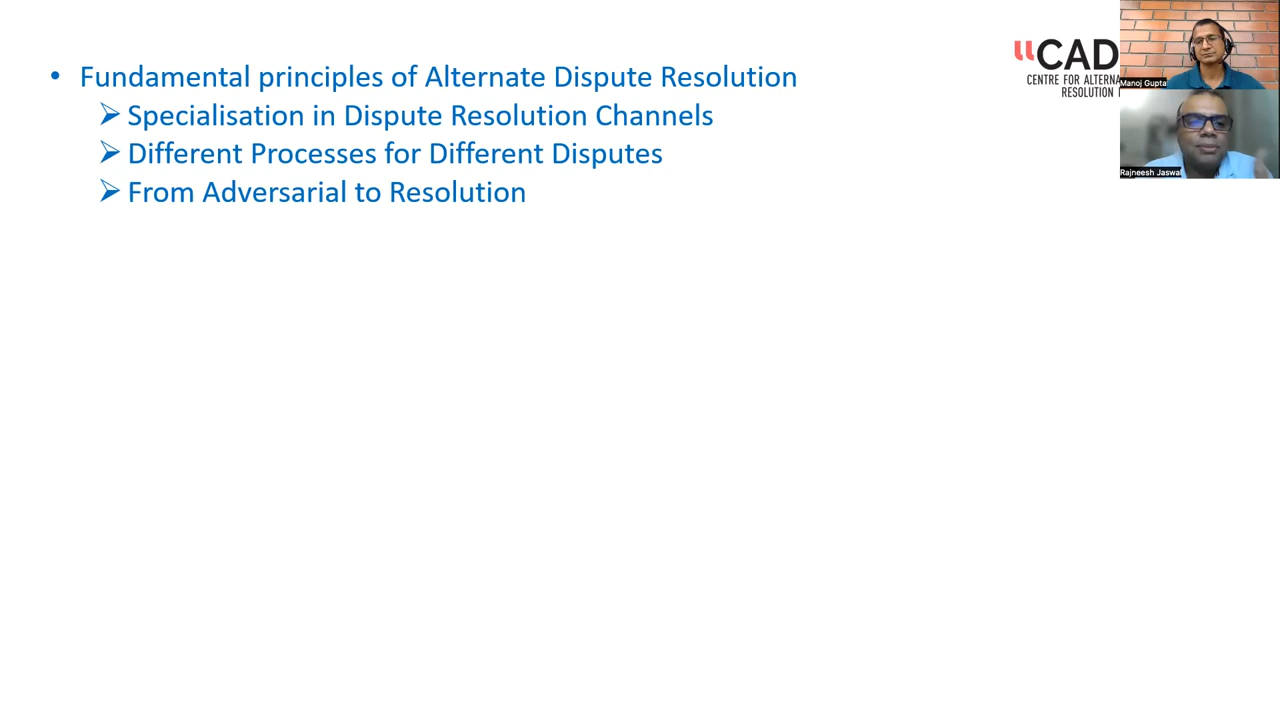 • Fundamental principles of Alternate Dispute Resolution
➢ Specialisation in Dispute Resolution Channels
➢ Different Processes for Different Disputes
➢ From Adversarial to Resolution
CAD
CENTRE FOR ALTERNA
RESOLUTION
Manoj Gupta
Rajneesh Jaswal